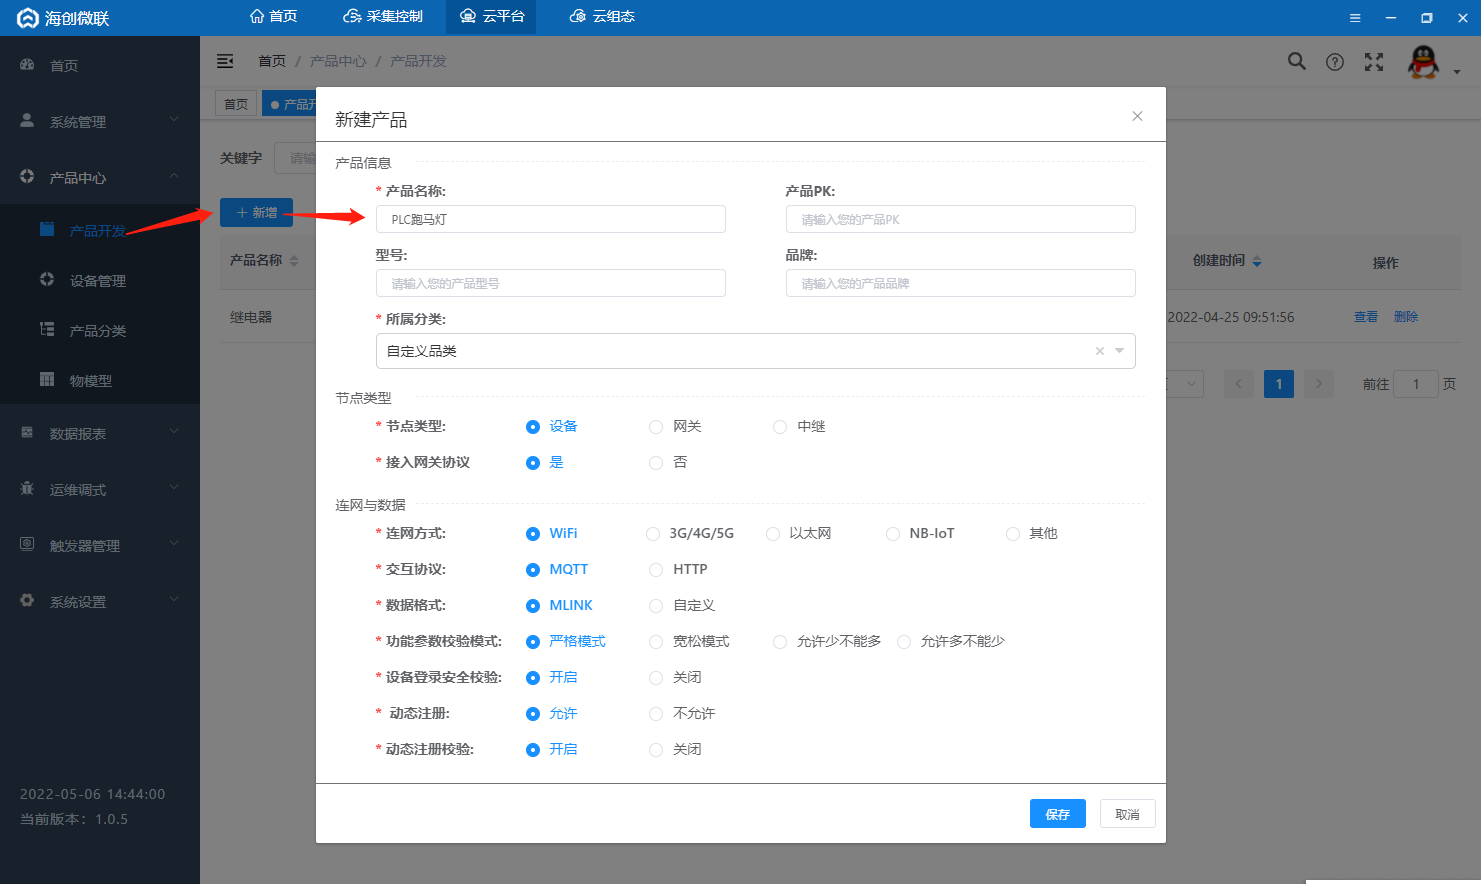 海创微联
首页
采集控制
云平台
云组态
首页
系统管理
产品中心
产品开发
设备管理
产品分类
物模型
数据报表
运维调式
触发器管理
系统设置
2022-05-06 14:44:00
当前版本：1.0.5
首页 / 产品中心 / 产品开发
首页
产品开
关键字
请输
+ 新增
产品名称
创建时间
操作
继电器
2022-04-25 09:51:56
查看 删除
1
前往 1 页
新建产品
产品信息
* 产品名称:
PLC跑马灯
产品PK:
请输入您的产品PK
型号:
请输入您的产品型号
品牌:
请输入您的产品品牌
* 所属分类:
自定义品类
节点类型
* 节点类型: 设备 网关 中继
* 接入网关协议 是 否
连网与数据
* 连网方式: WiFi 3G/4G/5G 以太网 NB-IoT 其他
* 交互协议: MQTT HTTP
* 数据格式: MLINK 自定义
* 功能参数校验模式: 严格模式 宽松模式 允许少不能多 允许多不能少
* 设备登录安全校验: 开启 关闭
* 动态注册: 允许 不允许
* 动态注册校验: 开启 关闭
保存
取消